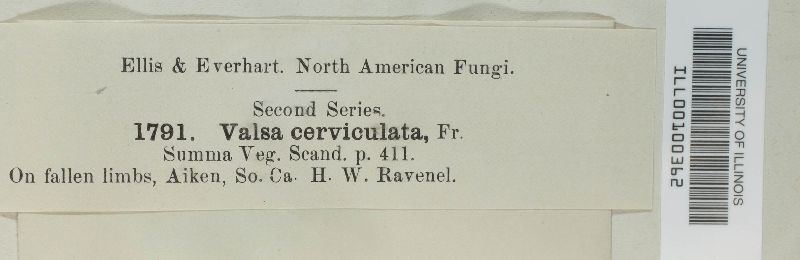 Ellis & Everhart. North American Fungi.
Second Series.
1791. Valsa cerviculata, Fr.
Summa Veg. Scand. p. 411.
On fallen limbs, Aiken, So. Ca. H. W. Ravenel.
UNIVERSITY OF ILLINOIS
ILL00100362